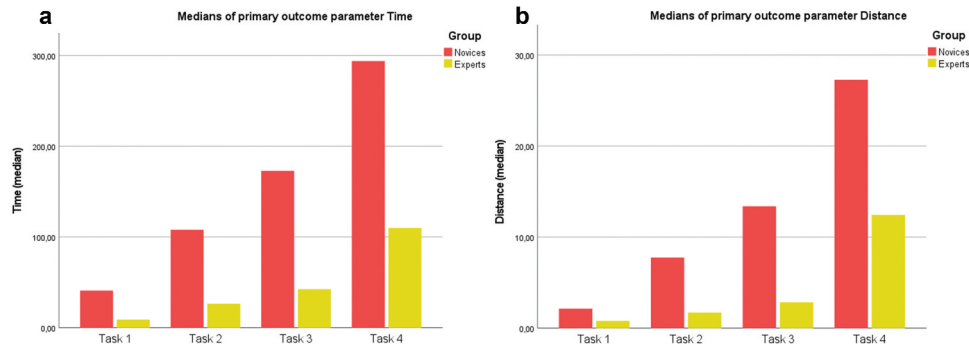 a
Medians of primary outcome parameter Time
Group
Novices
Experts
300,00
200,00
100,00
0,00
Time (median)
Task 1
Task 2
Task 3
Task 4
b
Medians of primary outcome parameter Distance
Group
Novices
Experts
30,00
20,00
10,00
0,00
Distance (median)
Task 1
Task 2
Task 3
Task 4